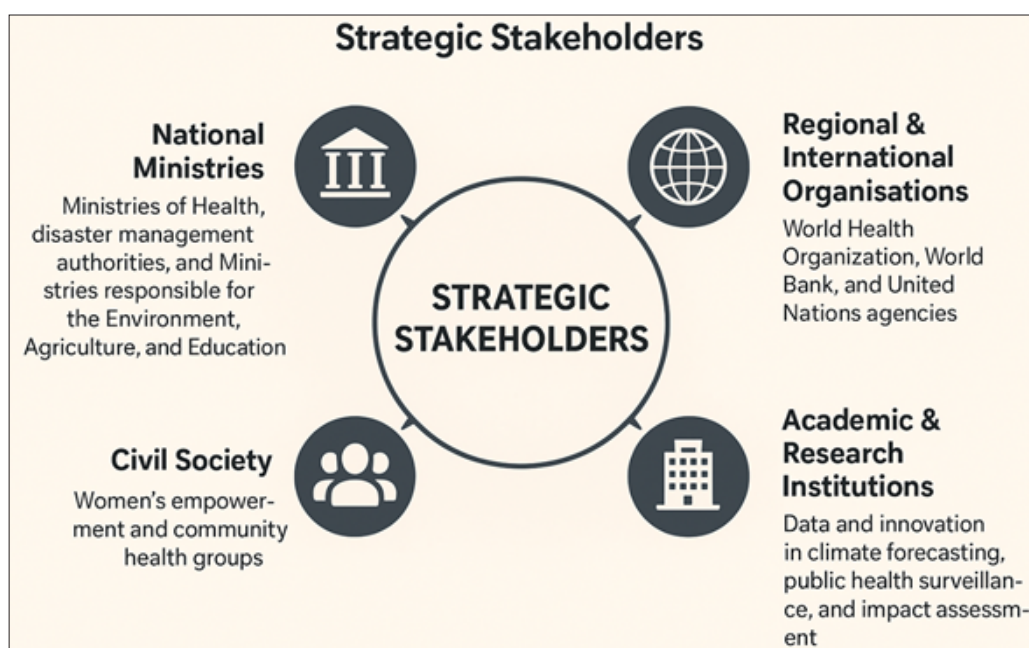 Strategic Stakeholders
National
Ministries
Ministries of Health,
disaster management
authorities, and Mini-
stries responsible for
the Environment,
Agriculture, and Education
Regional &
International
Organisations
World Health
Organization, World
Bank, and United
Nations agencies
STRATEGIC
STAKEHOLDERS
Civil Society
Women's empower-
ment and community
health groups
Academic &
Research
Institutions
Data and innovation
in climate forecasting,
public health surveillan-
ce, and impact assessm-
ent